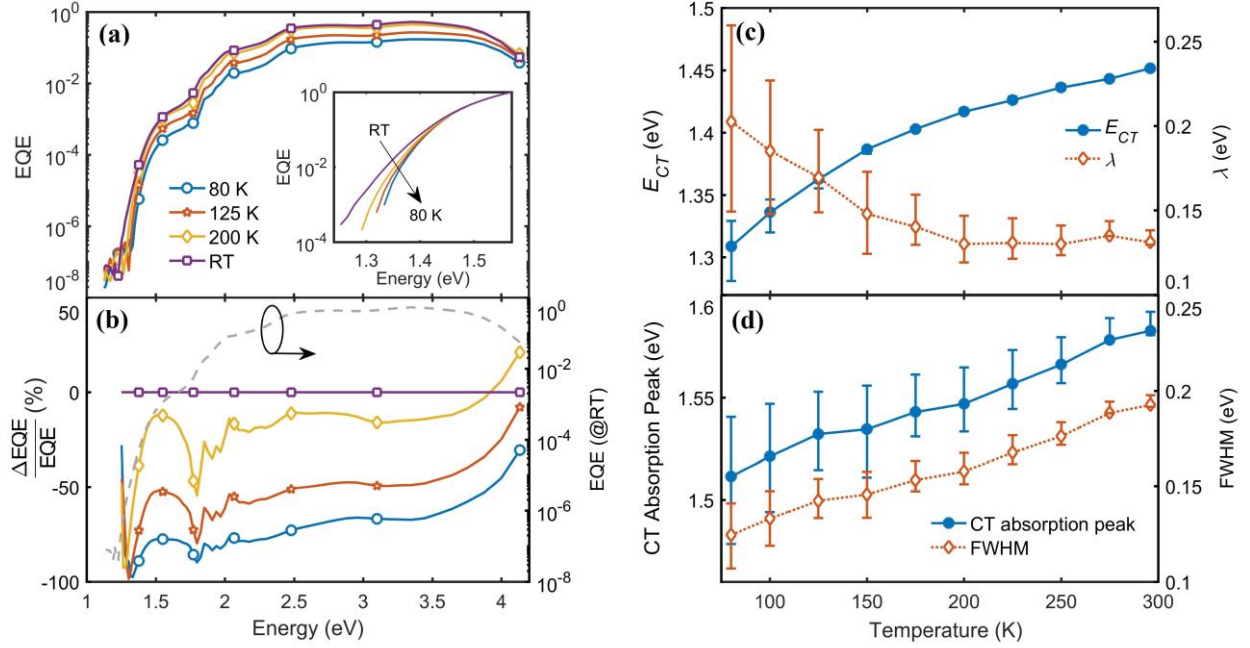 (a)
10^0
10^-2
10^-4
10^-6
10^-8
EQE
80 K
125 K
200 K
RT
10^0
10^-2
10^-4
EQE
RT
80 K
1.3 1.4 1.5
Energy (eV)
(b)
50
0
-50
-100
ΔEQE
EQE (%)
10^0
10^-2
10^-4
10^-6
10^-8
EQE (@RT)
1 1.5 2 2.5 3 3.5 4 4.5
Energy (eV)
(c)
1.45
1.4
1.35
1.3
E_CT (eV)
0.25
0.2
0.15
0.1
λ (eV)
E_CT
λ
(d)
1.6
1.55
1.5
CT Absorption Peak (eV)
0.25
0.2
0.15
0.1
FWHM (eV)
CT absorption peak
FWHM
100 150 200 250 300
Temperature (K)